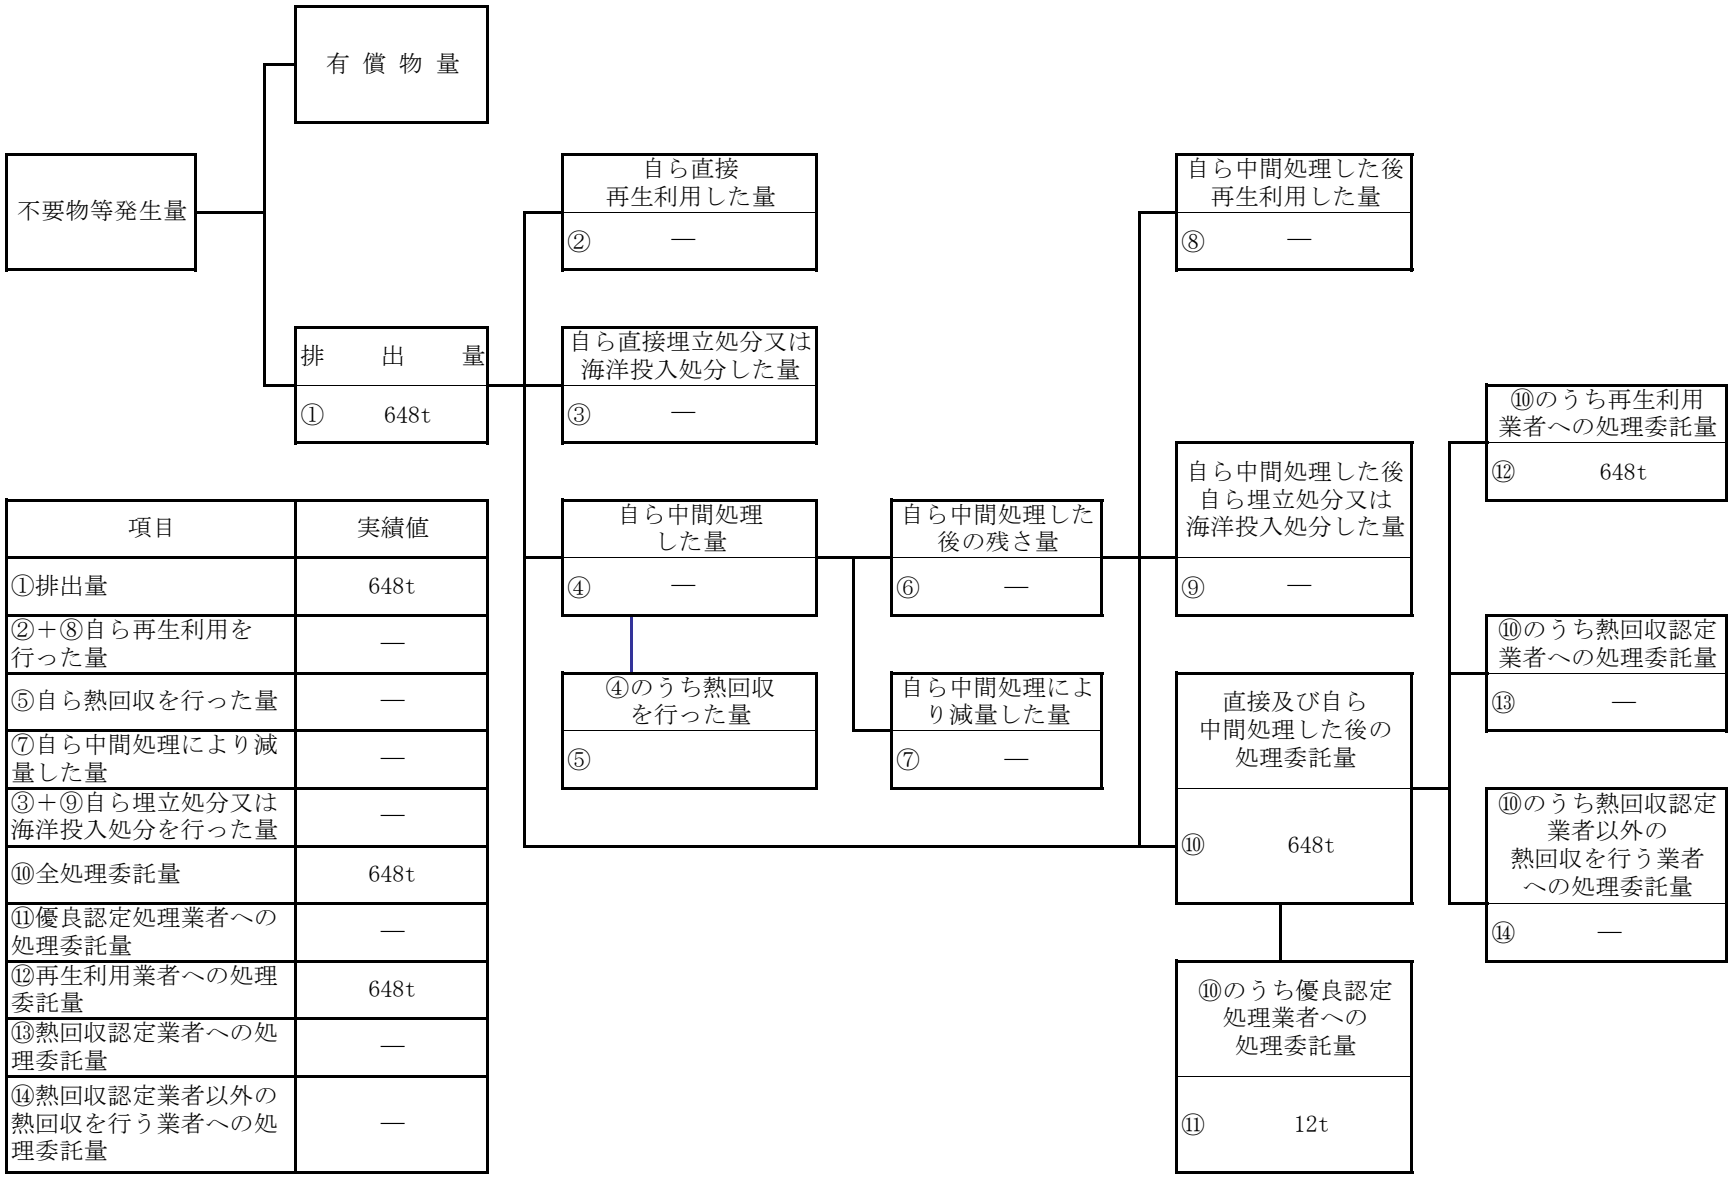 有償物量
不要物等発生量
排出量
① 648t
自ら直接
再生利用した量
② ―
自ら直接埋立処分又は
海洋投入処分した量
③ ―
自ら中間処理
した量
④ ―
④のうち熱回収
を行った量
⑤
自ら中間処理した
後の残さ量
⑥ ―
自ら中間処理によ
り減量した量
⑦ ―
自ら中間処理した後
再生利用した量
⑧ ―
自ら中間処理した後
自ら埋立処分又は
海洋投入処分した量
⑨ ―
直接及び自ら
中間処理した後の
処理委託量
⑩ 648t
⑩のうち優良認定
処理業者への
処理委託量
⑪ 12t
⑩のうち再生利用
業者への処理委託量
⑫ 648t
⑩のうち熱回収認定
業者への処理委託量
⑬ ―
⑩のうち熱回収認定
業者以外の
熱回収を行う業者
への処理委託量
⑭ ―
項目 実績値
①排出量 648t
②＋⑧自ら再生利用を
行った量 ―
⑤自ら熱回収を行った量 ―
⑦自ら中間処理により減
量した量 ―
③＋⑨自ら埋立処分又は
海洋投入処分を行った量 ―
⑩全処理委託量 648t
⑪優良認定処理業者への
処理委託量 ―
⑫再生利用業者への処理
委託量 648t
⑬熱回収認定業者への処
理委託量 ―
⑭熱回収認定業者以外の
熱回収を行う業者への処
理委託量 ―